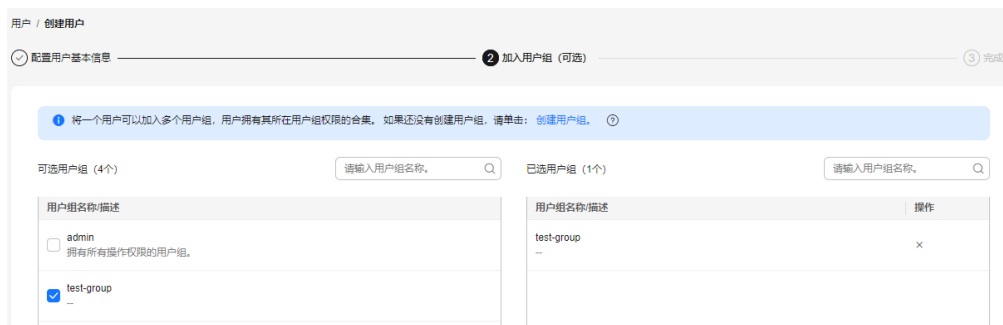 用户 / 创建用户
配置用户基本信息
2 加入用户组（可选）
3 完成
将一个用户可以加入多个用户组，用户拥有其所在用户组权限的合集。 如果还没有创建用户组，请单击： 创建用户组。
可选用户组（4个）
请输入用户组名称。
已选用户组（1个）
请输入用户组名称。
用户组名称/描述
admin
拥有所有操作权限的用户组。
test-group
--
用户组名称/描述
操作
test-group
--